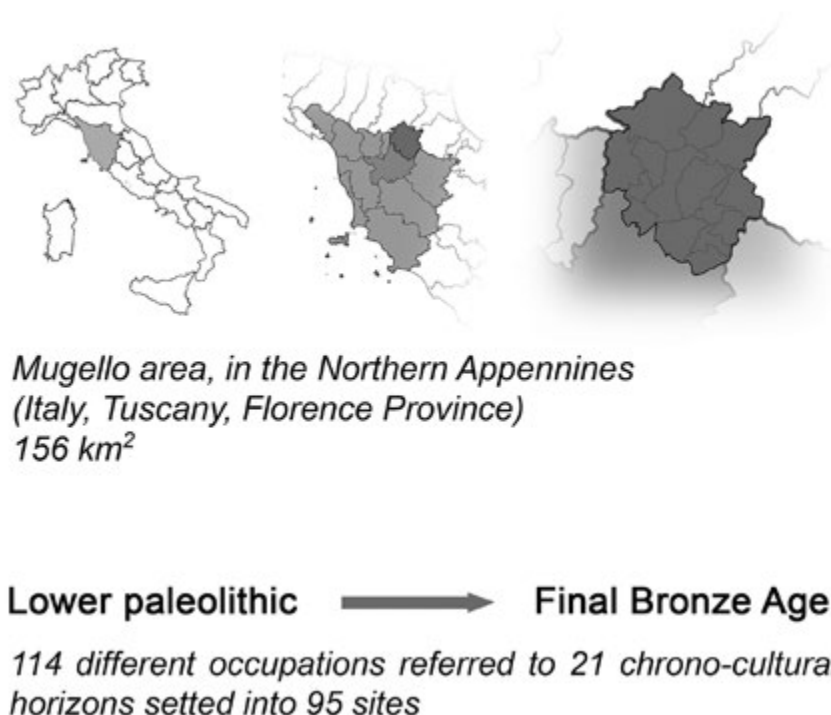 Mugello area, in the Northern Appennines
(Italy, Tuscany, Florence Province)
156 km²
Lower paleolithic Final Bronze Age
114 different occupations referred to 21 chrono-cultura
horizons setted into 95 sites